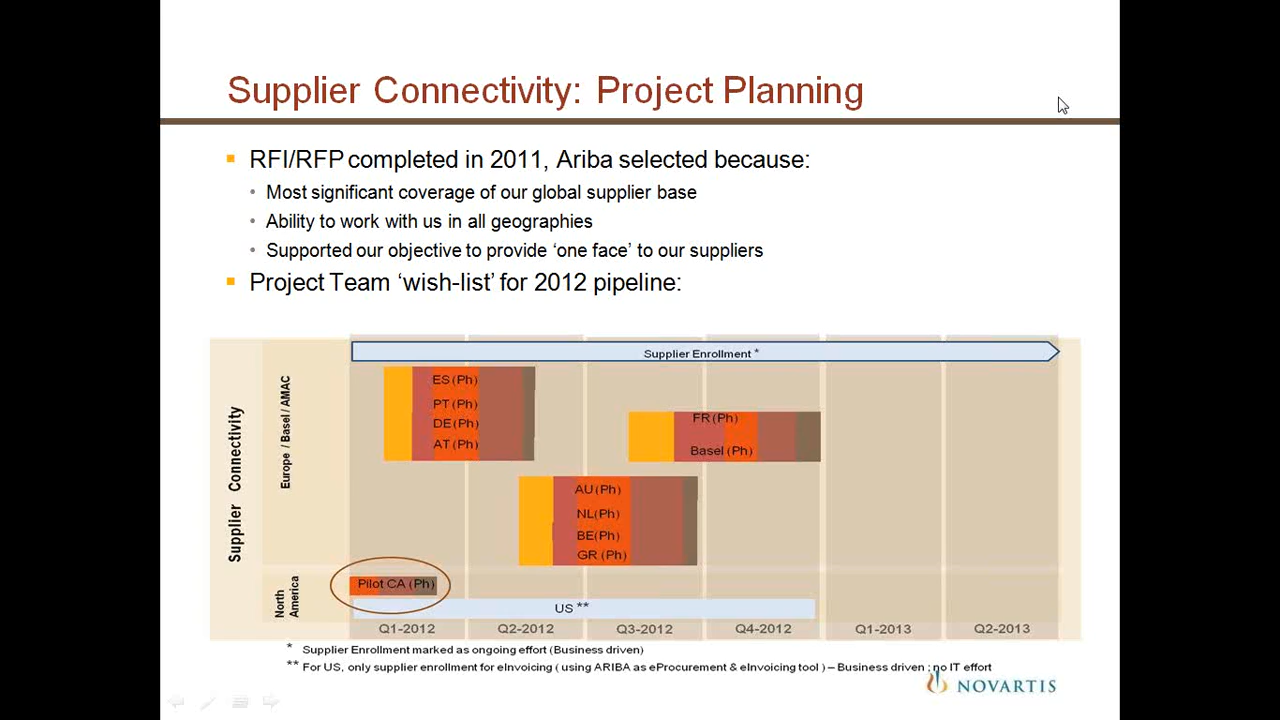 Supplier Connectivity: Project Planning
RFI/RFP completed in 2011, Ariba selected because:
Most significant coverage of our global supplier base
Ability to work with us in all geographies
Supported our objective to provide ‘one face’ to our suppliers
Project Team ‘wish-list’ for 2012 pipeline:
Supplier Connectivity
Europe / Basel / AMAC
Supplier Enrollment *
ES (Ph)
PT (Ph)
DE (Ph)
AT (Ph)
FR (Ph)
Basel (Ph)
AU (Ph)
NL (Ph)
BE (Ph)
GR (Ph)
North
America
Pilot CA (Ph)
US **
Q1-2012 Q2-2012 Q3-2012 Q4-2012 Q1-2013 Q2-2013
* Supplier Enrollment marked as ongoing effort (Business driven)
** For US, only supplier enrollment for eInvoicing ( using ARIBA as eProcurement & eInvoicing tool ) – Business driven ; no IT effort
NOVARTIS